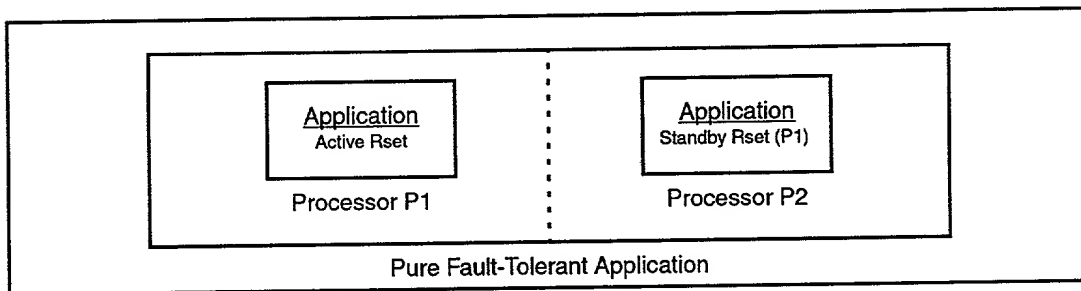 Application
Active Rset
Application
Standby Rset (P1)
Processor P1
Processor P2
Pure Fault-Tolerant Application